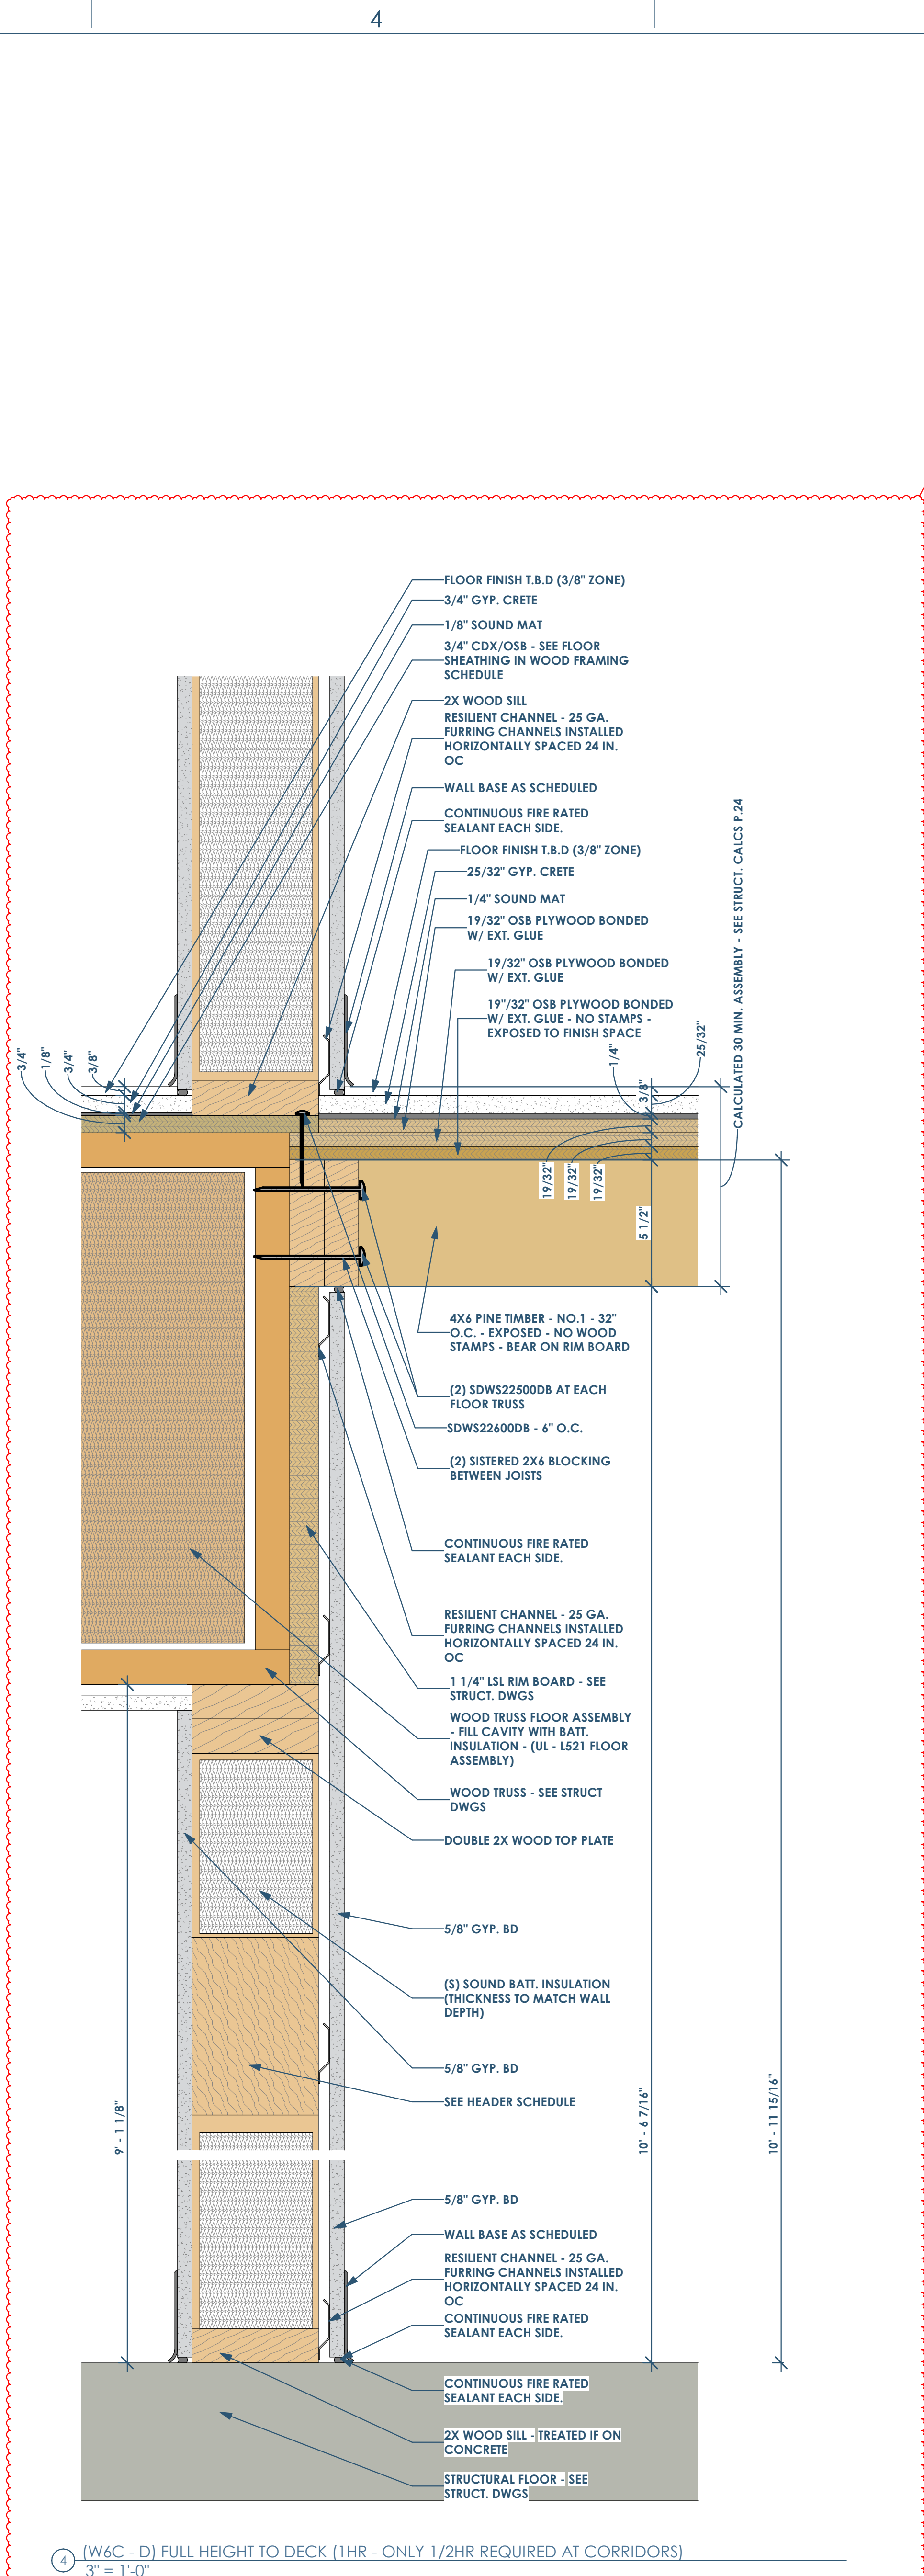 4
FLOOR FINISH T.B.D (3/8" ZONE)
3/4" GYP. CRETE
1/8" SOUND MAT
3/4" CDX/OSB - SEE FLOOR
SHEATHING IN WOOD FRAMING
SCHEDULE
2X WOOD SILL
RESILIENT CHANNEL - 25 GA.
FURRING CHANNELS INSTALLED
HORIZONTALLY SPACED 24 IN.
OC
WALL BASE AS SCHEDULED
CONTINUOUS FIRE RATED
SEALANT EACH SIDE.
FLOOR FINISH T.B.D (3/8" ZONE)
25/32" GYP. CRETE
1/4" SOUND MAT
19/32" OSB PLYWOOD BONDED
W/ EXT. GLUE
19/32" OSB PLYWOOD BONDED
W/ EXT. GLUE
19"/32" OSB PLYWOOD BONDED
W/ EXT. GLUE - NO STAMPS -
EXPOSED TO FINISH SPACE
CALCULATED 30 MIN. ASSEMBLY - SEE STRUCT. CALCS P.24
3/4"
1/8"
3/4"
3/8"
1/4"
3/8"
25/32"
19/32"
19/32"
19/32"
5 1/2"
4X6 PINE TIMBER - NO.1 - 32"
O.C. - EXPOSED - NO WOOD
STAMPS - BEAR ON RIM BOARD
(2) SDWS22500DB AT EACH
FLOOR TRUSS
SDWS22600DB - 6" O.C.
(2) SISTERED 2X6 BLOCKING
BETWEEN JOISTS
CONTINUOUS FIRE RATED
SEALANT EACH SIDE.
RESILIENT CHANNEL - 25 GA.
FURRING CHANNELS INSTALLED
HORIZONTALLY SPACED 24 IN.
OC
1 1/4" LSL RIM BOARD - SEE
STRUCT. DWGS
WOOD TRUSS FLOOR ASSEMBLY
- FILL CAVITY WITH BATT.
INSULATION - (UL - L521 FLOOR
ASSEMBLY)
WOOD TRUSS - SEE STRUCT
DWGS
DOUBLE 2X WOOD TOP PLATE
5/8" GYP. BD
(S) SOUND BATT. INSULATION
(THICKNESS TO MATCH WALL
DEPTH)
5/8" GYP. BD
SEE HEADER SCHEDULE
9' - 1 1/8"
10' - 6 7/16"
10' - 11 15/16"
5/8" GYP. BD
WALL BASE AS SCHEDULED
RESILIENT CHANNEL - 25 GA.
FURRING CHANNELS INSTALLED
HORIZONTALLY SPACED 24 IN.
OC
CONTINUOUS FIRE RATED
SEALANT EACH SIDE.
CONTINUOUS FIRE RATED
SEALANT EACH SIDE.
2X WOOD SILL - TREATED IF ON
CONCRETE
STRUCTURAL FLOOR - SEE
STRUCT. DWGS
4
(W6C - D) FULL HEIGHT TO DECK (1HR - ONLY 1/2HR REQUIRED AT CORRIDORS)
3" = 1'-0"